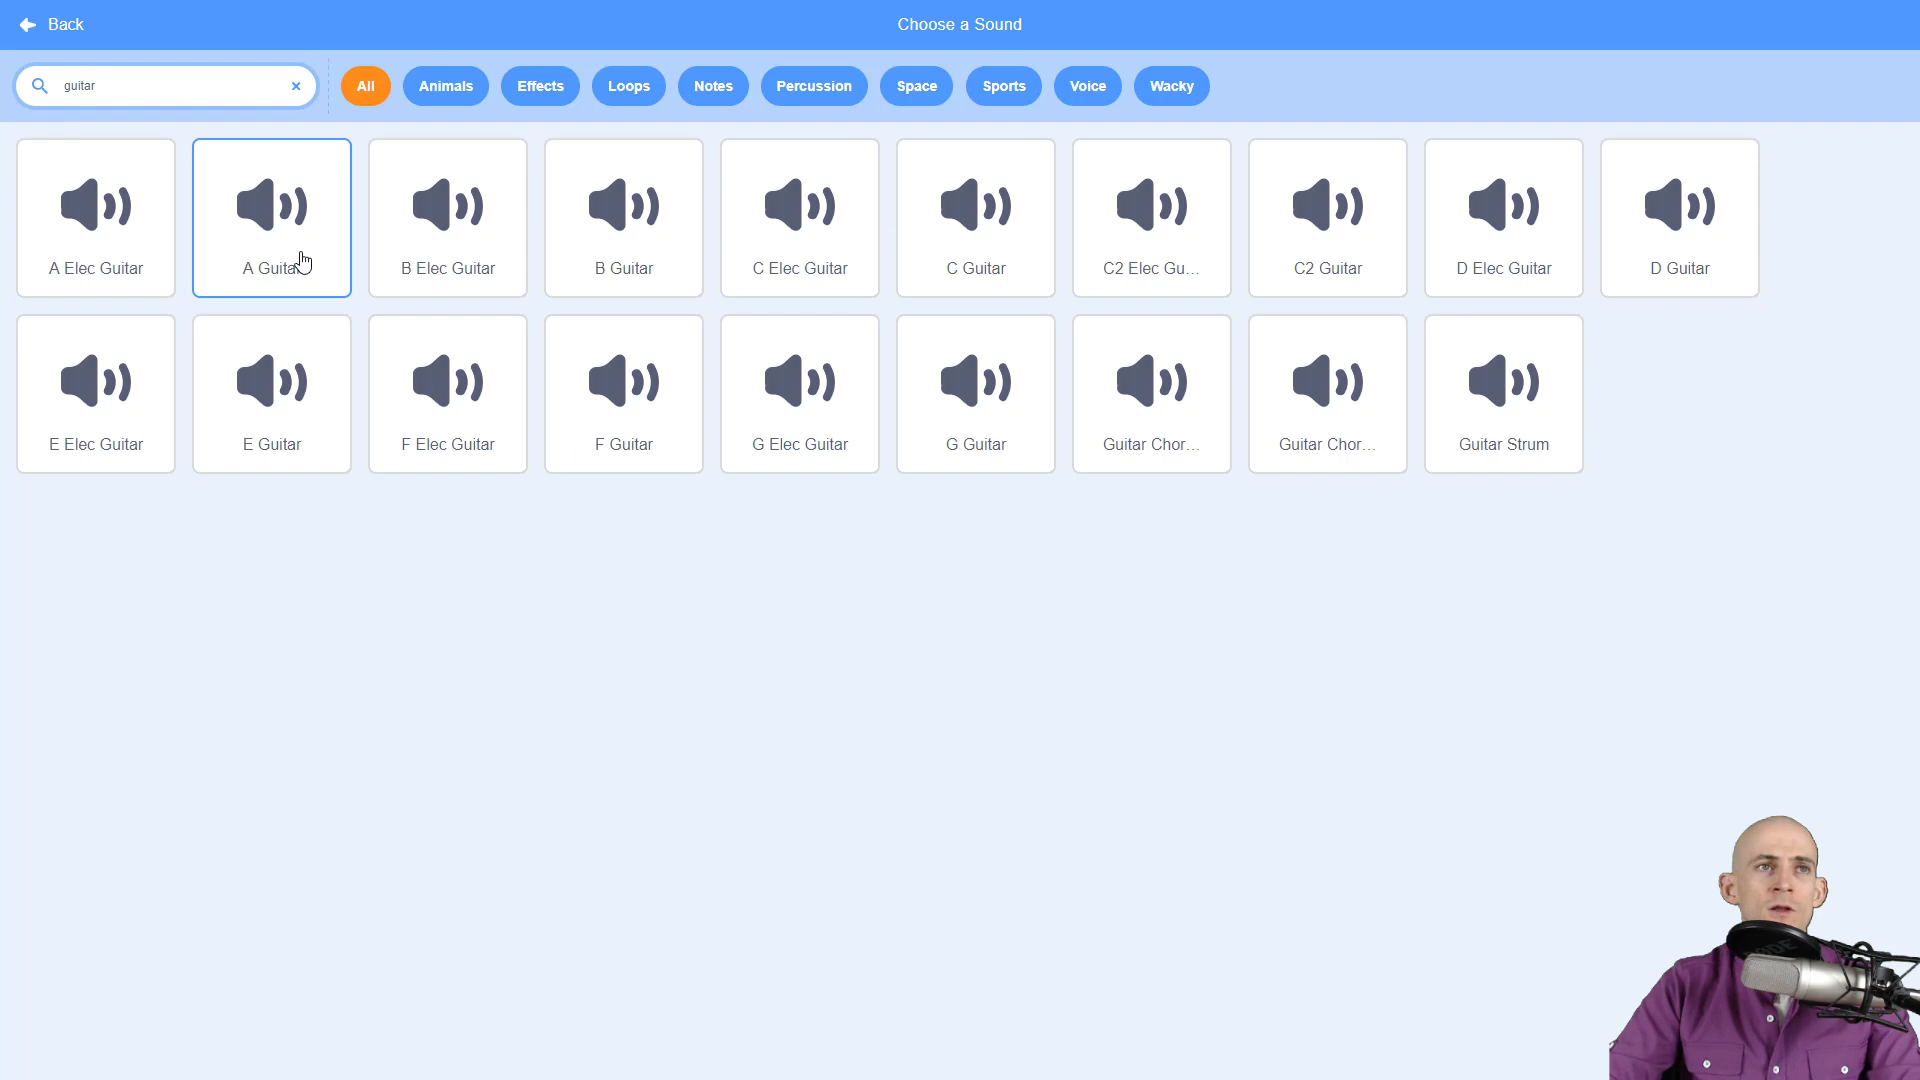 Back
Choose a Sound
guitar
All
Animals
Effects
Loops
Notes
Percussion
Space
Sports
Voice
Wacky
A Elec Guitar
A Guitar
B Elec Guitar
B Guitar
C Elec Guitar
C Guitar
C2 Elec Gu...
C2 Guitar
D Elec Guitar
D Guitar
E Elec Guitar
E Guitar
F Elec Guitar
F Guitar
G Elec Guitar
G Guitar
Guitar Chor...
Guitar Chor...
Guitar Strum